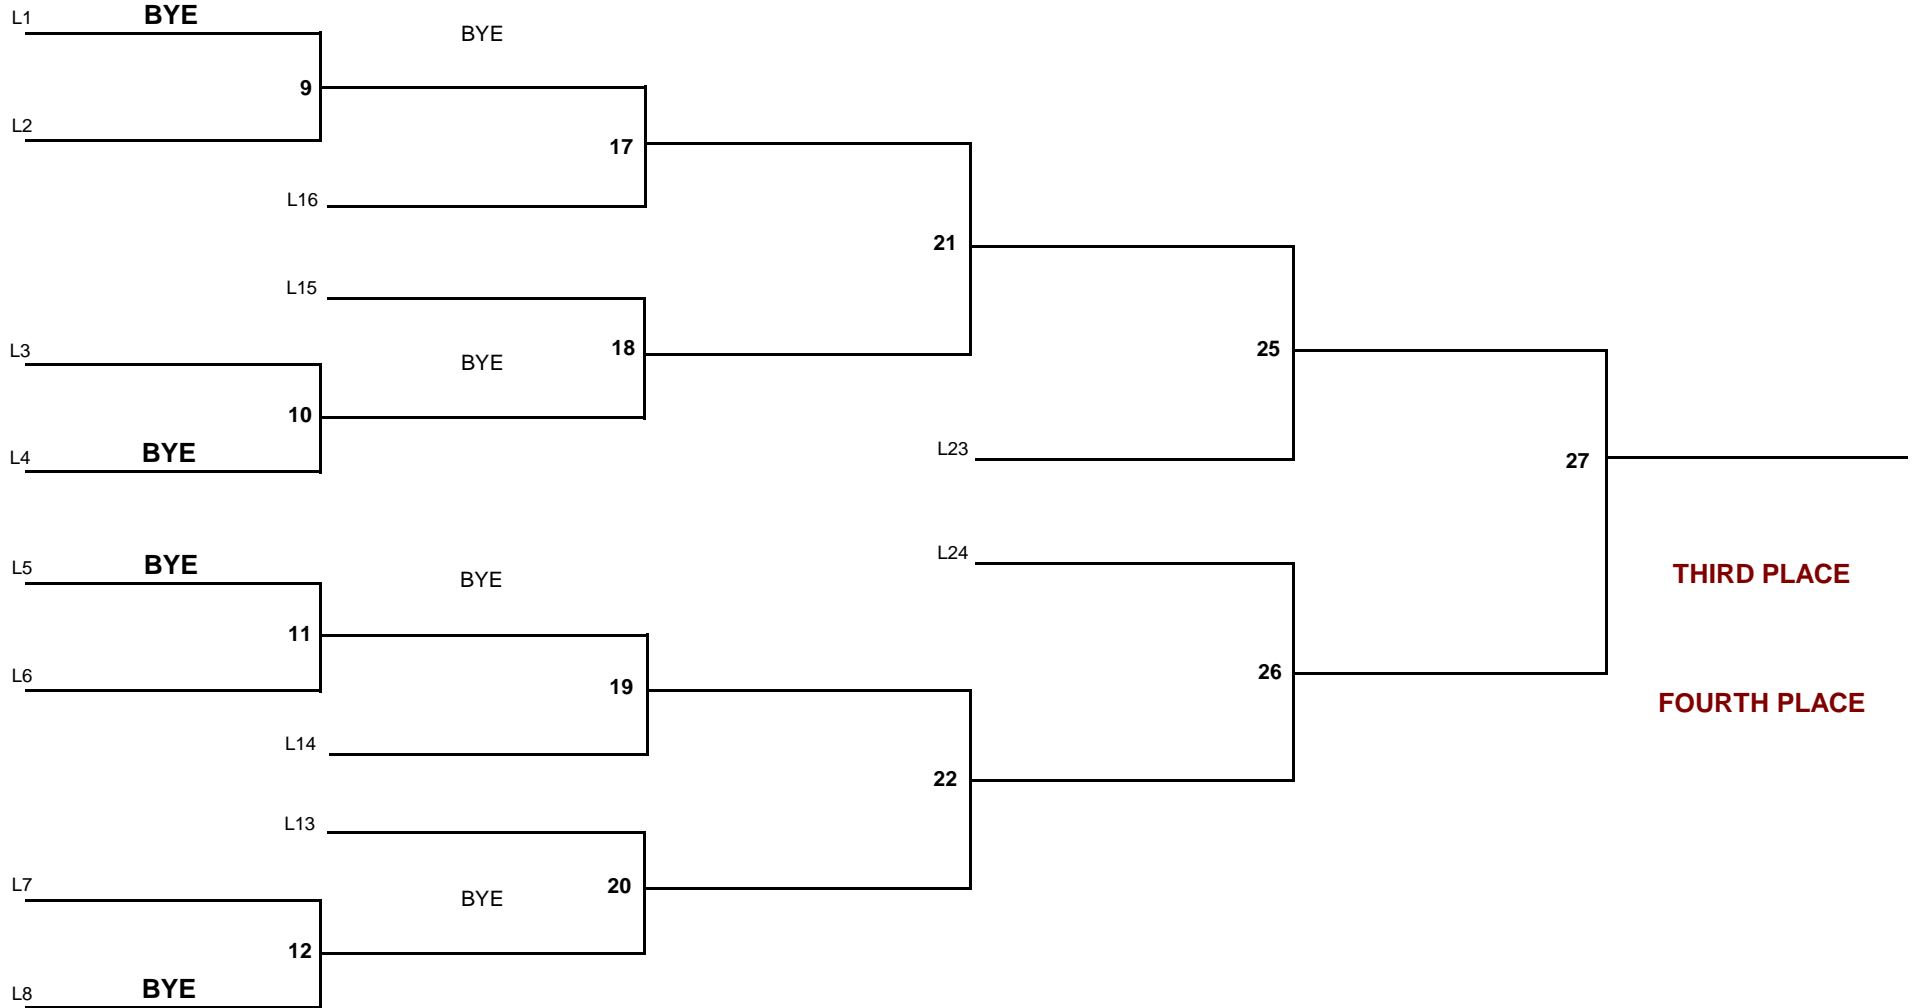 L1 BYE
BYE
9
L2
17
L16
21
L15
L3
18
25
BYE
10
L4 BYE
L23
27
L24
L5 BYE
BYE
THIRD PLACE
11
L6
26
19
FOURTH PLACE
L14
22
L13
L7
20
BYE
12
L8 BYE